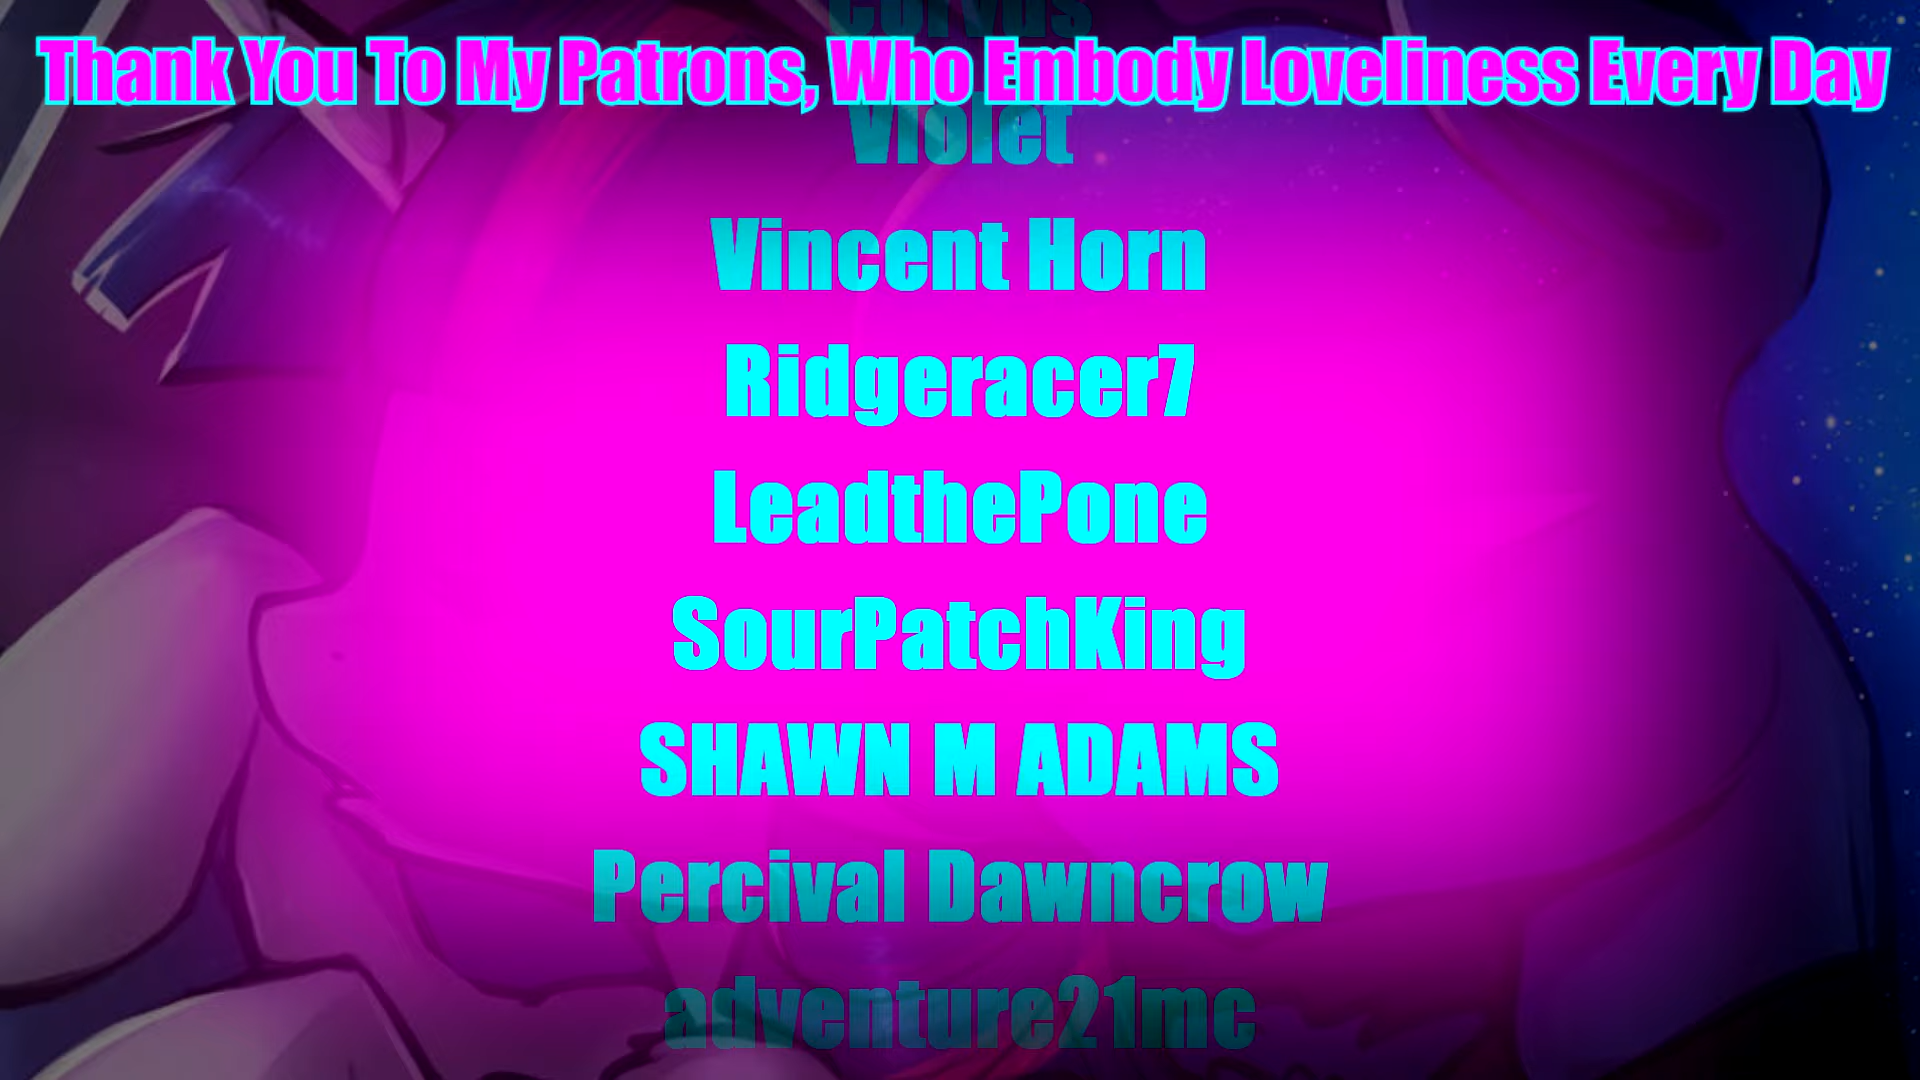 Corvus
Thank You To My Patrons, Who Embody Loveliness Every Day
Violet
Vincent Horn
Ridgeracer7
LeadthePone
SourPatchKing
SHAWN M ADAMS
Percival Dawncrow
adventure21mc